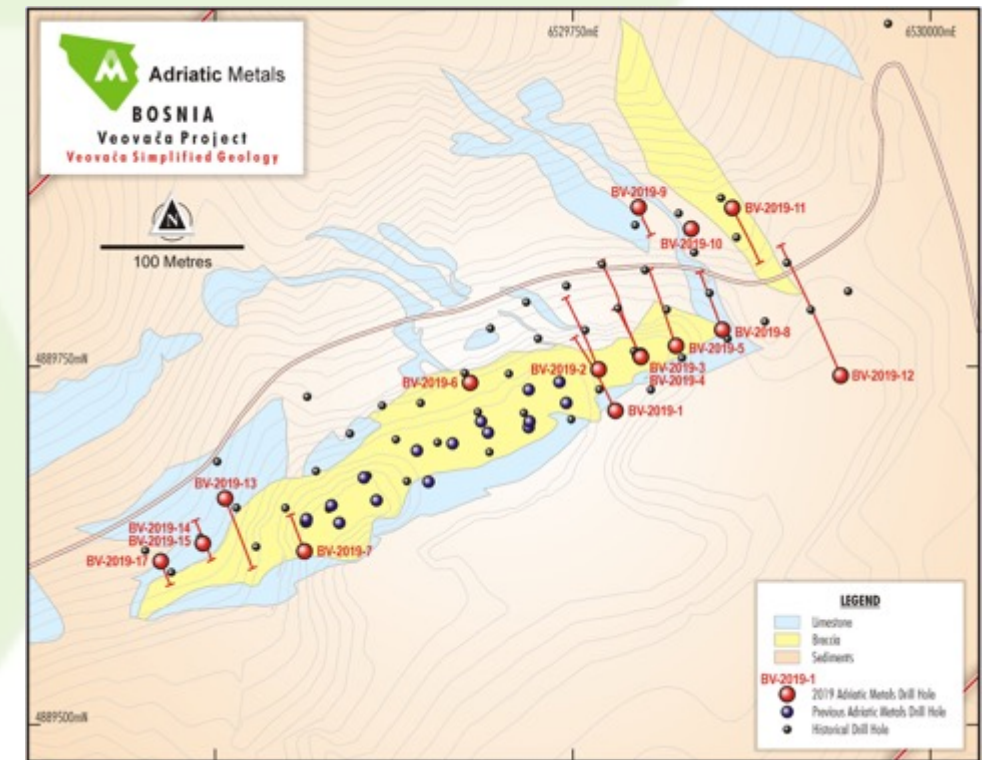 Adriatic Metals
BOSNIA
Veovača Project
Veovača Simplified Geology
N
100 Metres
6529750mE
6530000mE
4889750mN
4889500mN
BV-2019-9
BV-2019-11
BV-2019-10
BV-2019-8
BV-2019-5
BV-2019-2
BV-2019-3
BV-2019-4
BV-2019-12
BV-2019-6
BV-2019-1
BV-2019-13
BV-2019-14
BV-2019-15
BV-2019-17
BV-2019-7
LEGEND
Limestone
Breccia
Sediments
BV-2019-1
2019 Adriatic Metals Drill Hole
Previous Adriatic Metals Drill Hole
Historical Drill Hole